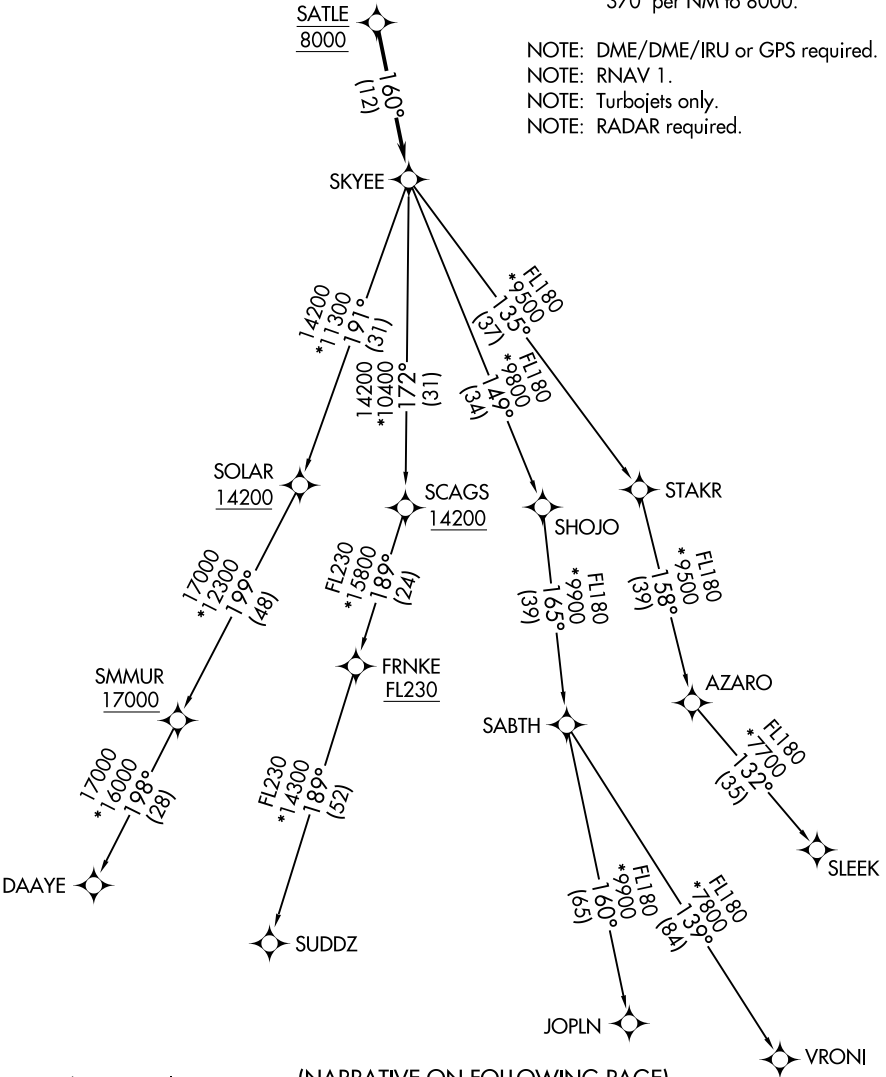 370' per NM to 8000.
SATLE
8000
NOTE: DME/DME/IRU or GPS required.
NOTE: RNAV 1.
NOTE: Turbojets only.
NOTE: RADAR required.
160°
(12)
SKYEE
14200
*11300
191°
(31)
14200
*10400
172°
(31)
FL180
*9800
149°
(34)
FL180
*9500
135°
(37)
SOLAR
14200
SCAGS
14200
SHOJO
STAKR
17000
*12300
199°
(48)
FL230
*15800
189°
(24)
FL180
*9900
165°
(39)
FL180
*9500
158°
(39)
SMMUR
17000
FRNKE
FL230
SABTH
AZARO
17000
*16000
198°
(28)
FL230
*14300
189°
(52)
FL180
*7700
132°
(35)
DAAYE
SUDDZ
SLEEK
FL180
*9900
160°
(65)
FL180
*7800
139°
(84)
JOPLN
VRONI
(NARRATIVE ON FOLLOWING PAGE)